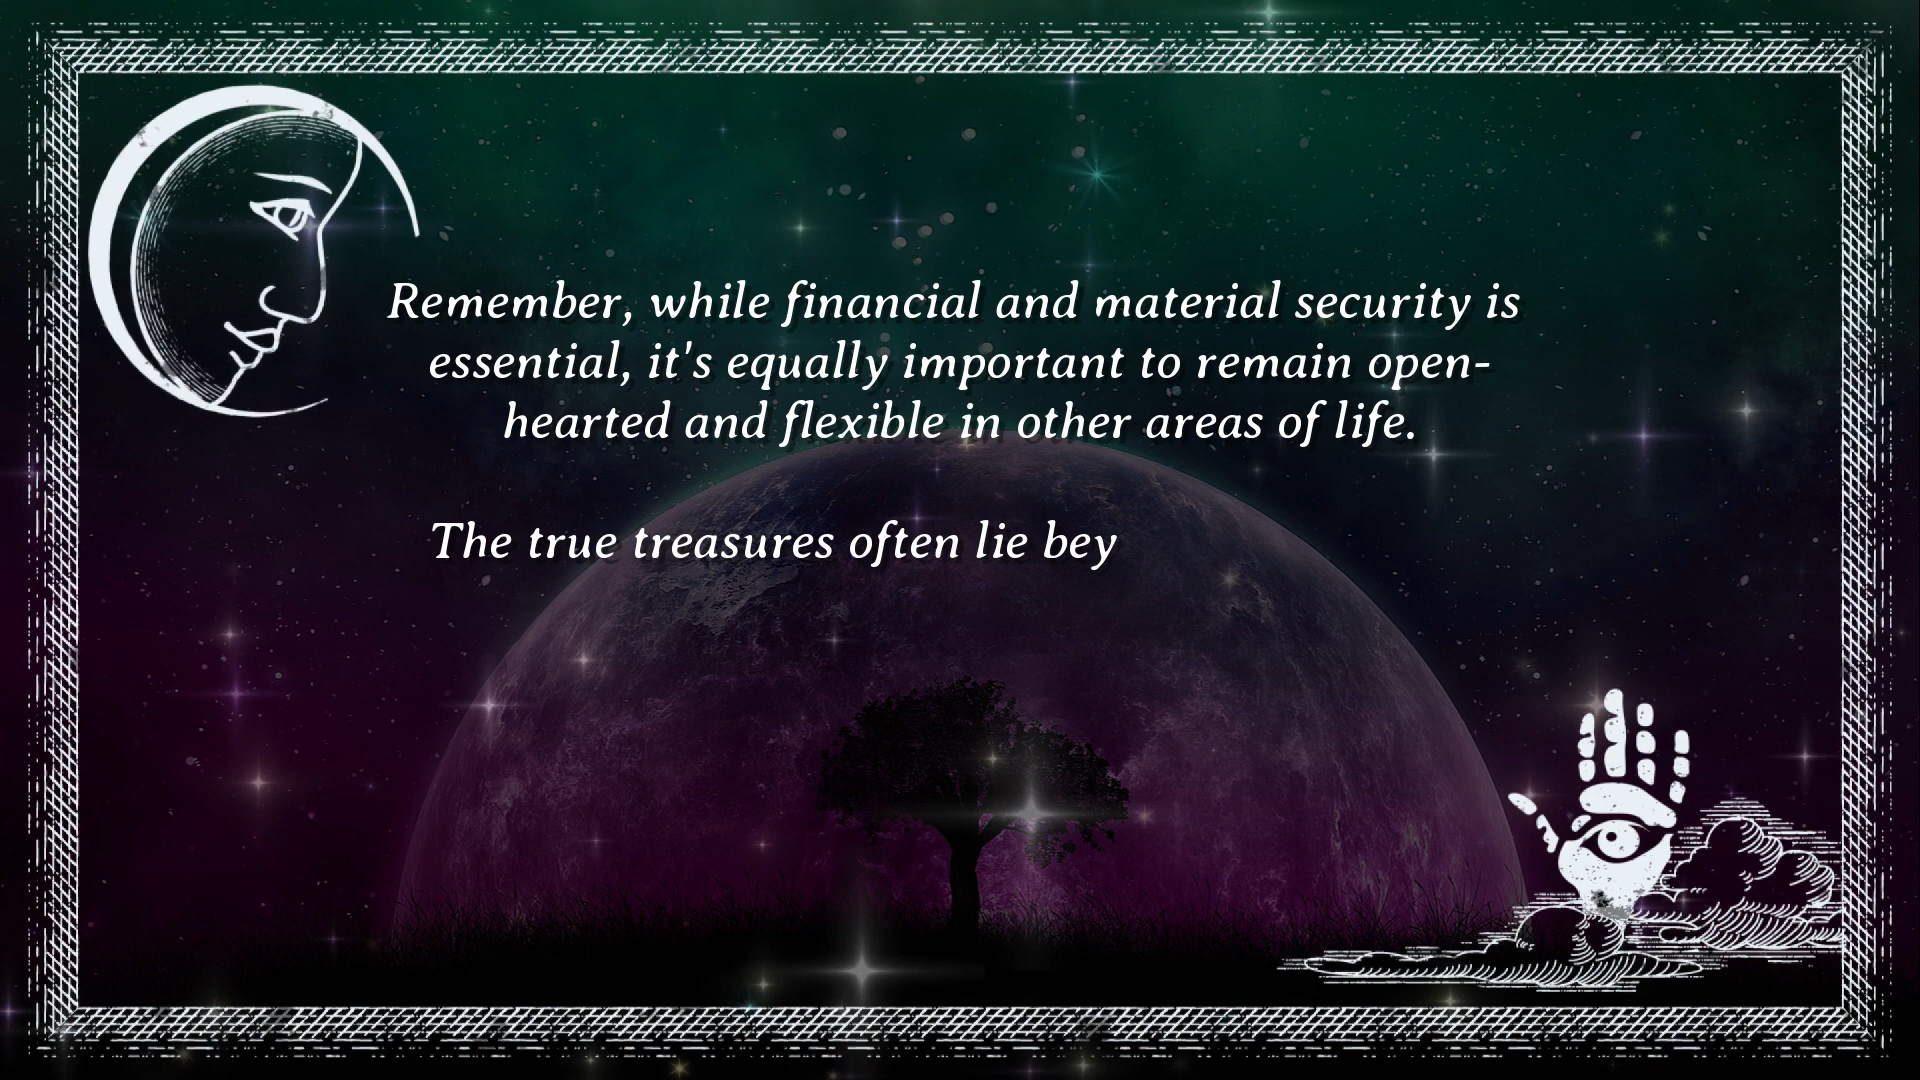 Remember, while financial and material security is
essential, it's equally important to remain open-
hearted and flexible in other areas of life.
The true treasures often lie bey